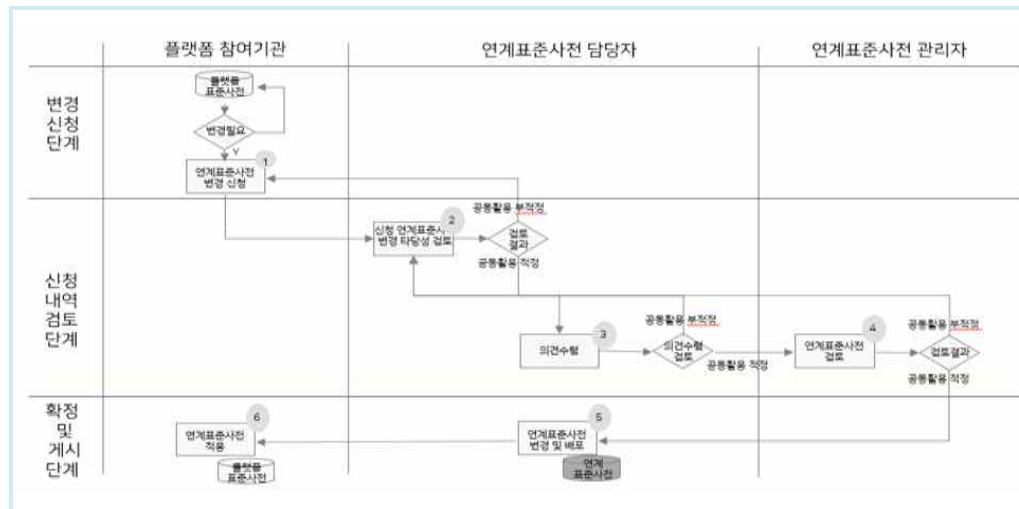 플랫폼 참여기관
연계표준사전 담당자
연계표준사전 관리자
변경
신청
단계
플랫폼
표준사전
변경필요
Y
1
연계표준사전
변경 신청
신청
내역
검토
단계
2
신청 연계표준사
변경 타당성 검토
공동활용 부적정
검토
결과
공동활용 적정
3
의견수렴
공동활용 부적정
의견수렴
검토
공동활용 적정
4
연계표준사전
검토
공동활용 부적정
검토결과
공동활용 적정
확정
및
게시
단계
6
연계표준사전
적용
플랫폼
표준사전
5
연계표준사전
변경 및 배포
연계
표준사전